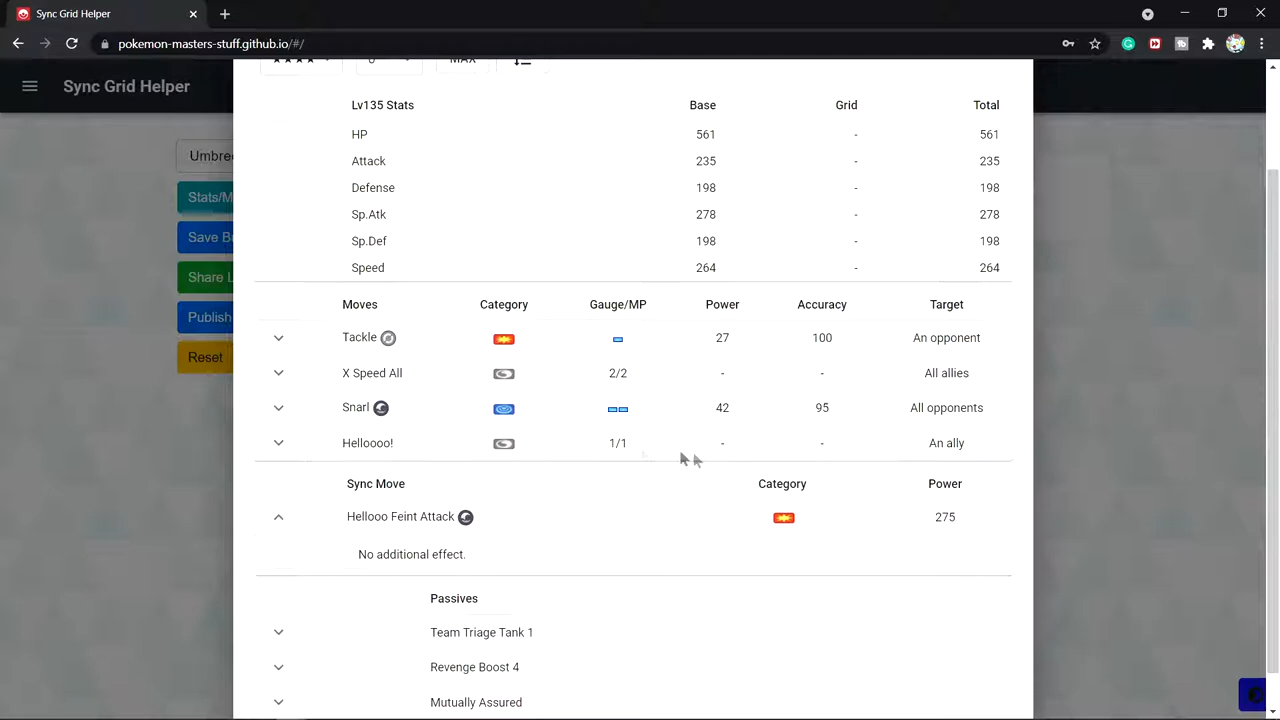 Sync Grid Helper
pokemon-masters-stuff.github.io/#/
Sync Grid Helper
MAX
Umbre
Stats/M
Save B
Share L
Publish
Reset
Lv135 Stats Base Grid Total
HP 561 - 561
Attack 235 - 235
Defense 198 - 198
Sp.Atk 278 - 278
Sp.Def 198 - 198
Speed 264 - 264
Moves Category Gauge/MP Power Accuracy Target
Tackle 27 100 An opponent
X Speed All 2/2 - - All allies
Snarl 42 95 All opponents
Helloooo! 1/1 - - An ally
Sync Move Category Power
Hellooo Feint Attack 275
No additional effect.
Passives
Team Triage Tank 1
Revenge Boost 4
Mutually Assured